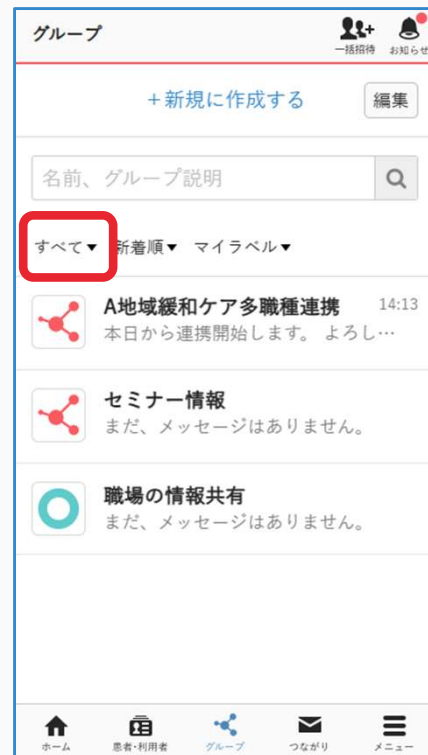 グループ
一括招待 お知らせ
+新規に作成する 編集
名前、グループ説明
すべて▼ 新着順▼ マイラベル▼
A地域緩和ケア多職種連携 14:13
本日から連携開始します。 よろし…
セミナー情報
まだ、メッセージはありません。
職場の情報共有
まだ、メッセージはありません。
ホーム 患者・利用者 グループ つながり メニュー